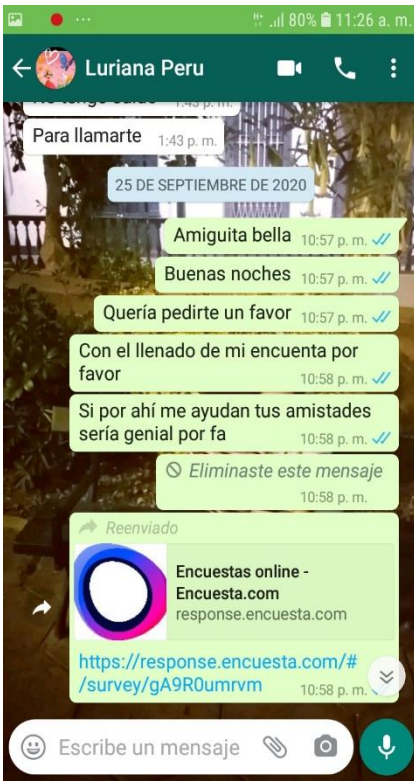 80% 11:26 a. m.
Luriana Peru
1:43 p. m.
Para llamarte 1:43 p. m.
25 DE SEPTIEMBRE DE 2020
Amiguita bella 10:57 p. m.
Buenas noches 10:57 p. m.
Quería pedirte un favor 10:57 p. m.
Con el llenado de mi encuenta por
favor 10:58 p. m.
Si por ahí me ayudan tus amistades
sería genial por fa 10:58 p. m.
Eliminaste este mensaje
10:58 p. m.
Reenviado
Encuestas online -
Encuesta.com
response.encuesta.com
https://response.encuesta.com/#
/survey/gA9R0umrvm 10:58 p. m.
Escribe un mensaje